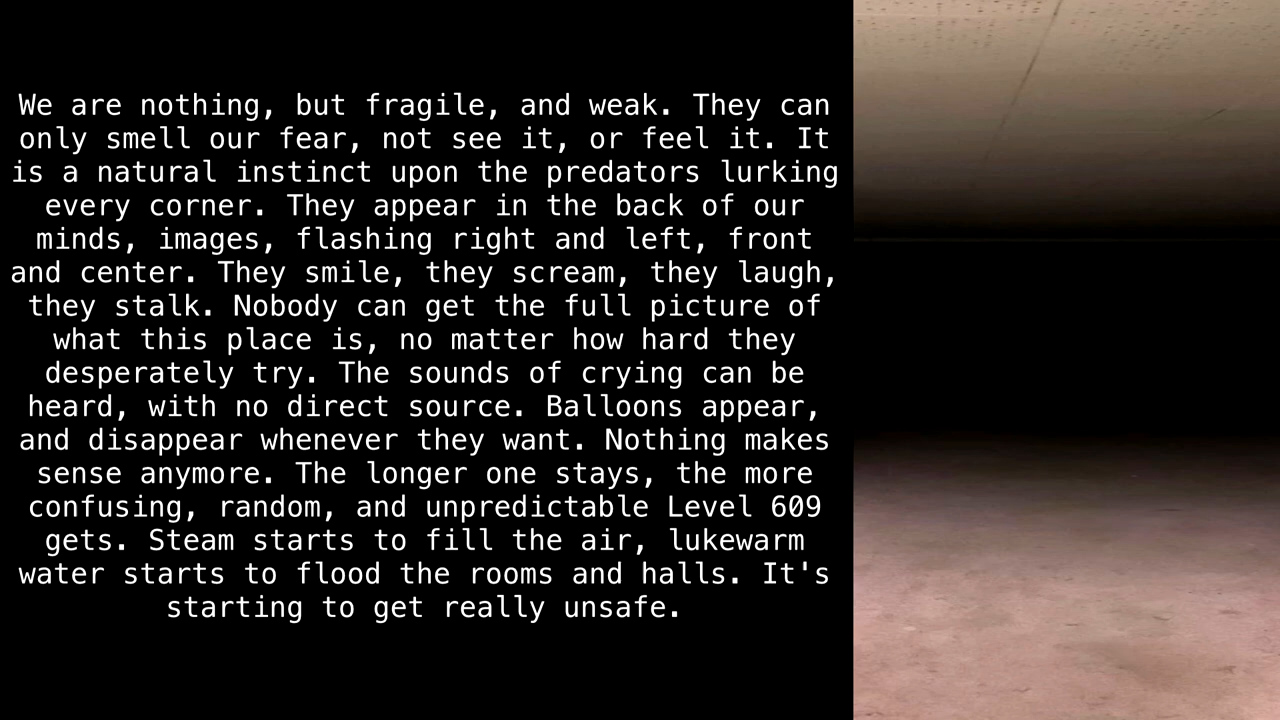 We are nothing, but fragile, and weak. They can
only smell our fear, not see it, or feel it. It
is a natural instinct upon the predators lurking
every corner. They appear in the back of our
minds, images, flashing right and left, front
and center. They smile, they scream, they laugh,
they stalk. Nobody can get the full picture of
what this place is, no matter how hard they
desperately try. The sounds of crying can be
heard, with no direct source. Balloons appear,
and disappear whenever they want. Nothing makes
sense anymore. The longer one stays, the more
confusing, random, and unpredictable Level 609
gets. Steam starts to fill the air, lukewarm
water starts to flood the rooms and halls. It's
starting to get really unsafe.